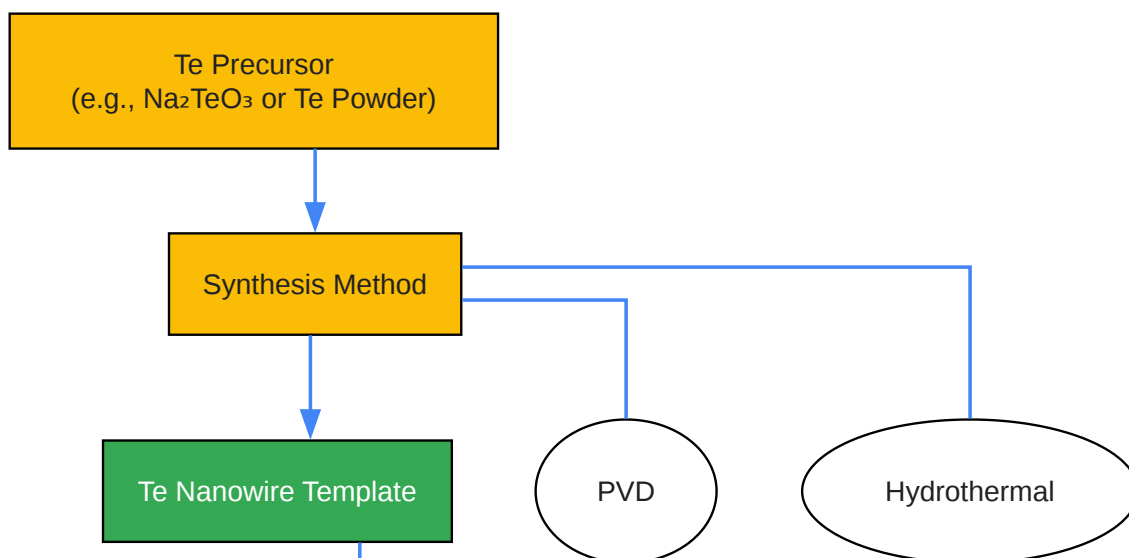 Te Precursor
(e.g., Na₂TeO₃ or Te Powder)
Synthesis Method
Te Nanowire Template
PVD
Hydrothermal